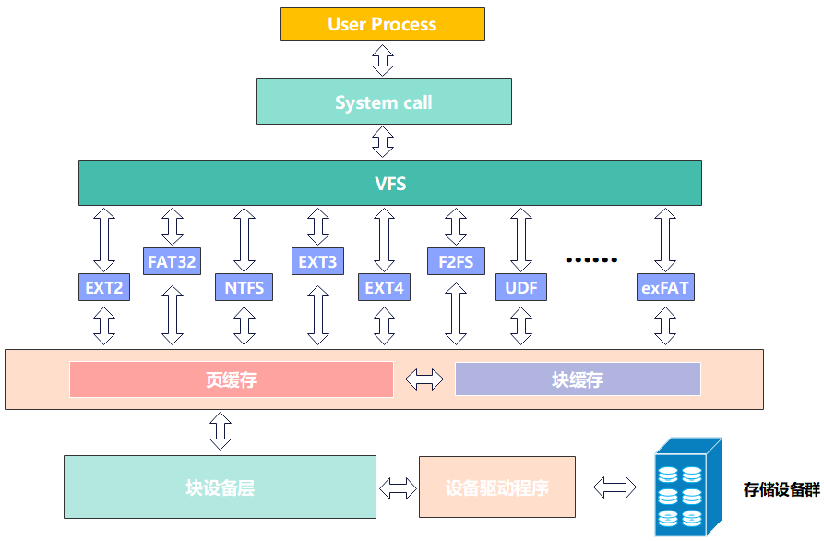 User Process
System call
VFS
EXT2
FAT32
NTFS
EXT3
EXT4
F2FS
UDF
……
exFAT
页缓存
块缓存
块设备层
设备驱动程序
存储设备群